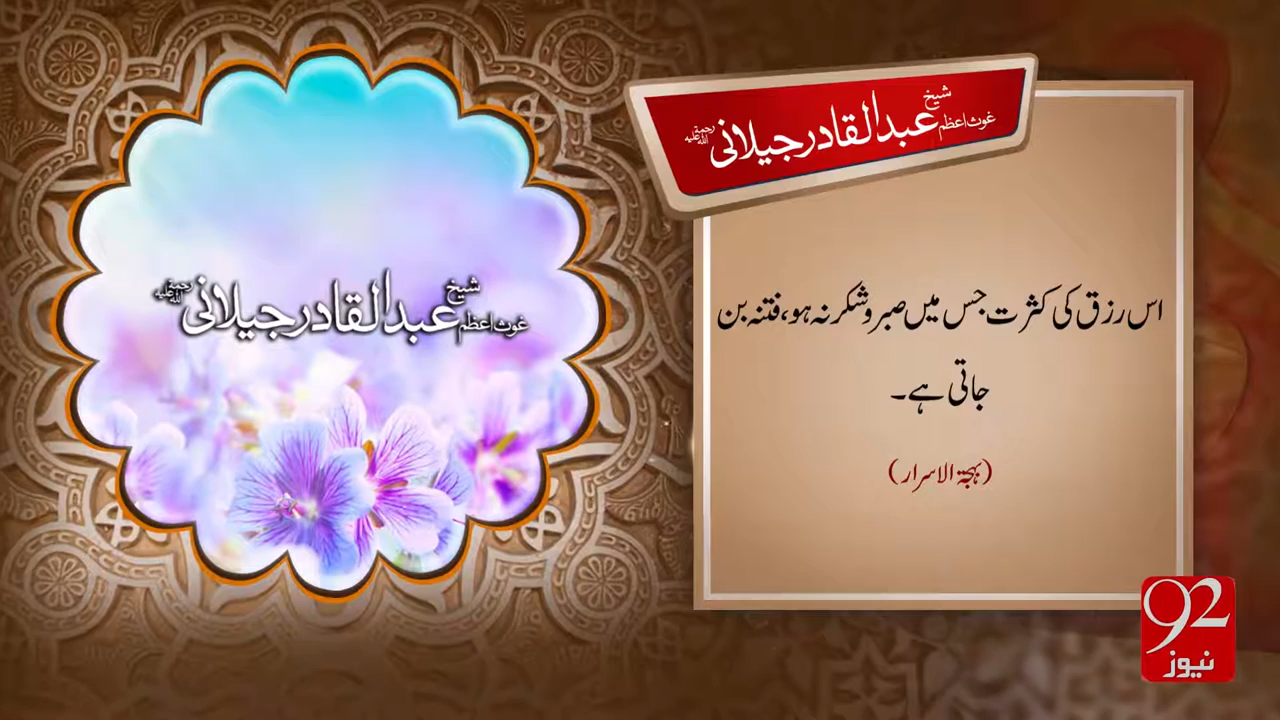 شیخ
غوث اعظم عبدالقادر جیلانی رحمۃ اللہ علیہ
شیخ
غوث اعظم عبدالقادر جیلانی رحمۃ اللہ علیہ
اس رزق کی کثرت جس میں صبر و شکر نہ ہو، فتنہ بن
جاتی ہے۔
(بہجۃ الاسرار)
92
نیوز